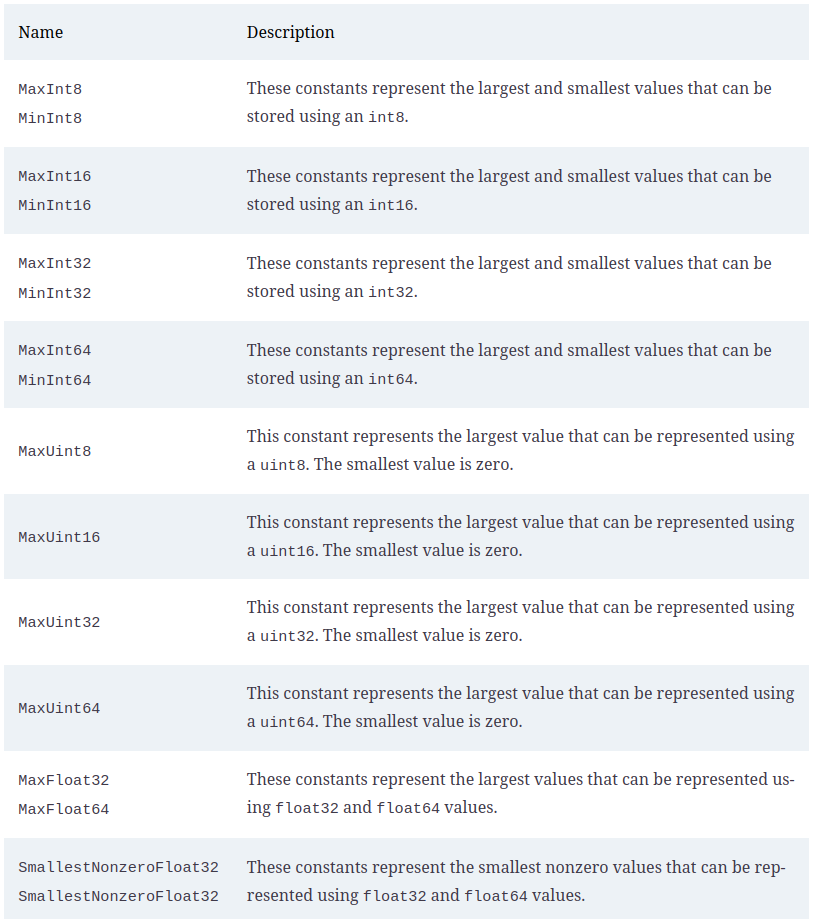 Name Description
MaxInt8
MinInt8
These constants represent the largest and smallest values that can be
stored using an int8.
MaxInt16
MinInt16
These constants represent the largest and smallest values that can be
stored using an int16.
MaxInt32
MinInt32
These constants represent the largest and smallest values that can be
stored using an int32.
MaxInt64
MinInt64
These constants represent the largest and smallest values that can be
stored using an int64.
MaxUint8
This constant represents the largest value that can be represented using
a uint8. The smallest value is zero.
MaxUint16
This constant represents the largest value that can be represented using
a uint16. The smallest value is zero.
MaxUint32
This constant represents the largest value that can be represented using
a uint32. The smallest value is zero.
MaxUint64
This constant represents the largest value that can be represented using
a uint64. The smallest value is zero.
MaxFloat32
MaxFloat64
These constants represent the largest values that can be represented us-
ing float32 and float64 values.
SmallestNonzeroFloat32
SmallestNonzeroFloat32
These constants represent the smallest nonzero values that can be rep-
resented using float32 and float64 values.